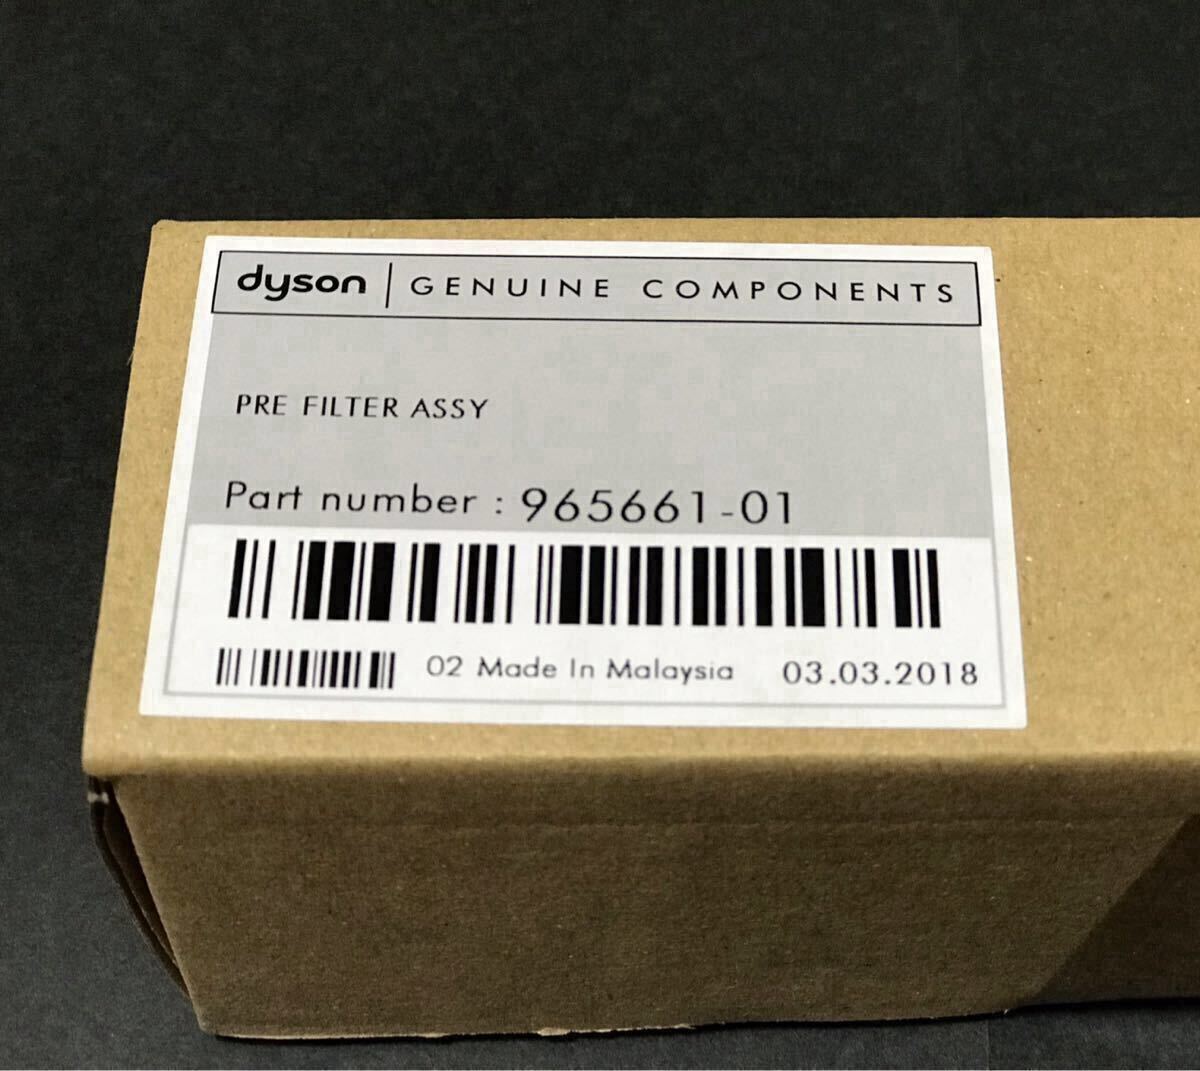 dyson | GENUINE COMPONENTS
PRE FILTER ASSY
Part number : 965661-01
02 Made In Malaysia 03.03.2018